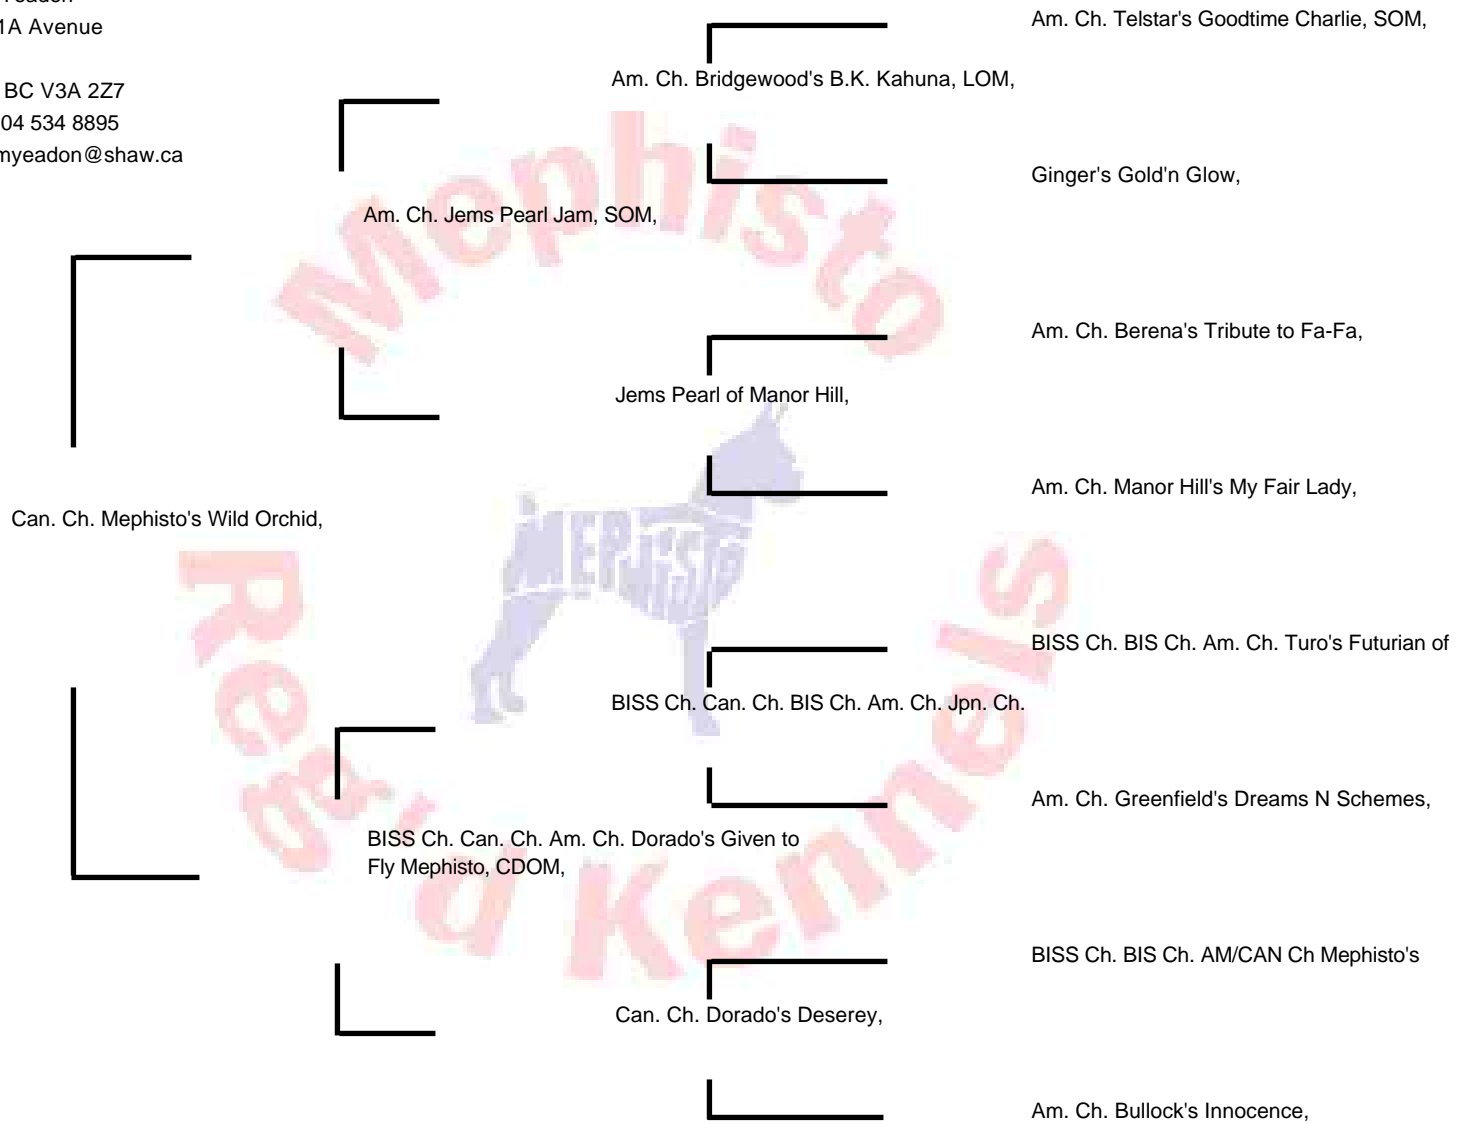 1A Avenue
BC V3A 2Z7
04 534 8895
myeadon@shaw.ca
Am. Ch. Telstar's Goodtime Charlie, SOM,
Am. Ch. Bridgewood's B.K. Kahuna, LOM,
Ginger's Gold'n Glow,
Am. Ch. Jems Pearl Jam, SOM,
Am. Ch. Berena's Tribute to Fa-Fa,
Jems Pearl of Manor Hill,
Am. Ch. Manor Hill's My Fair Lady,
Can. Ch. Mephisto's Wild Orchid,
BISS Ch. BIS Ch. Am. Ch. Turo's Futurian of
BISS Ch. Can. Ch. BIS Ch. Am. Ch. Jpn. Ch.
Am. Ch. Greenfield's Dreams N Schemes,
BISS Ch. Can. Ch. Am. Ch. Dorado's Given to
Fly Mephisto, CDOM,
BISS Ch. BIS Ch. AM/CAN Ch Mephisto's
Can. Ch. Dorado's Deserey,
Am. Ch. Bullock's Innocence,
Mephisto
MEPHISTO
Reg'd Kennels